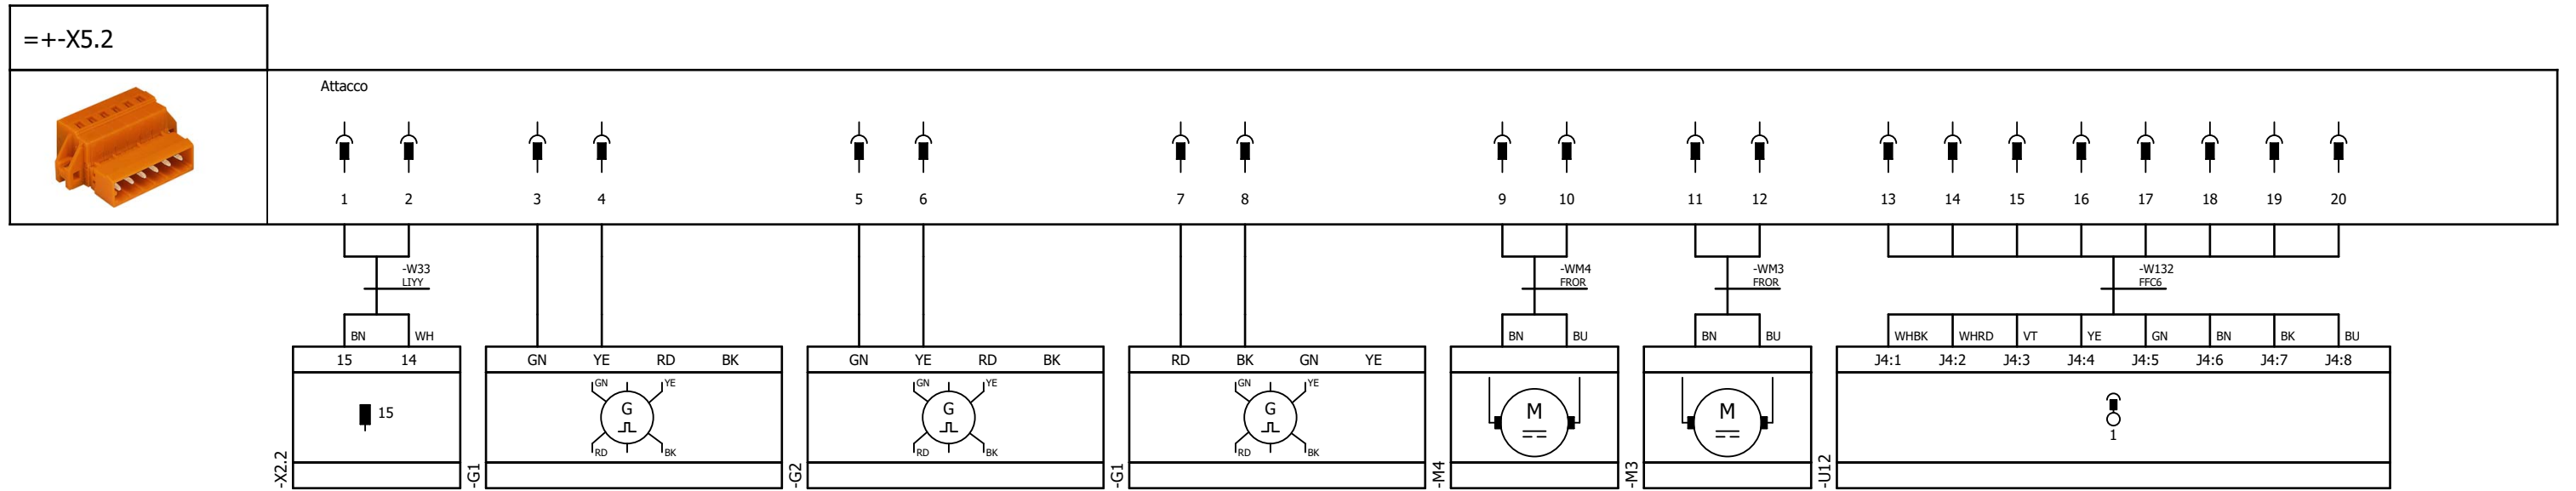 =+-X5.2
Attacco
1 2 3 4 5 6 7 8 9 10 11 12 13 14 15 16 17 18 19 20
-W33 -WM4 -WM3 -W132
LIYY FROR FROR FFC6
BN WH BN BU BN BU WHBK WHRD VT YE GN BN BK BU
15 14 GN YE RD BK GN YE RD BK RD BK GN YE J4:1 J4:2 J4:3 J4:4 J4:5 J4:6 J4:7 J4:8
GN YE GN YE GN YE
15 G G G M M
1
RD BK RD BK RD BK
-X2.2 -G1 -G2 -G1 -M4 -M3 -U12